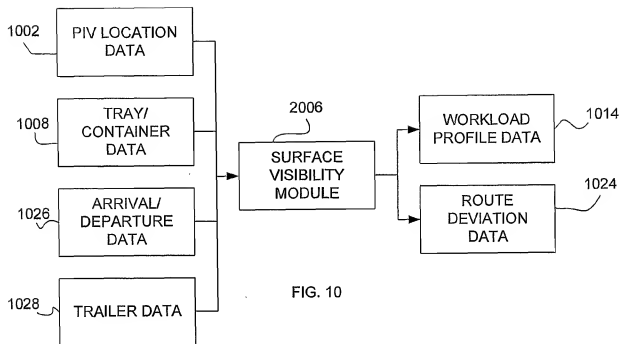 1002
PIV LOCATION
DATA
1008
TRAY/
CONTAINER
DATA
1026
ARRIVAL/
DEPARTURE
DATA
1028
TRAILER DATA
2006
SURFACE
VISIBILITY
MODULE
WORKLOAD
PROFILE DATA
1014
ROUTE
DEVIATION
DATA
1024
FIG. 10